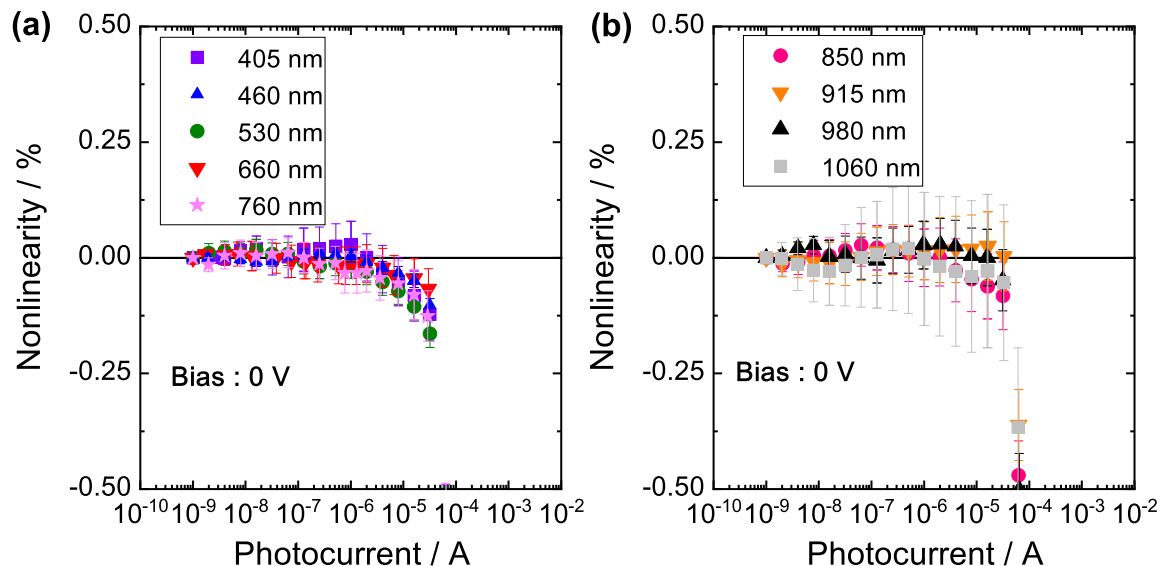 (a)
0.50
0.25
0.00
-0.25
-0.50
Nonlinearity / %
405 nm
460 nm
530 nm
660 nm
760 nm
Bias : 0 V
10⁻¹⁰ 10⁻⁹ 10⁻⁸ 10⁻⁷ 10⁻⁶ 10⁻⁵ 10⁻⁴ 10⁻³ 10⁻²
Photocurrent / A
(b)
0.50
0.25
0.00
-0.25
-0.50
Nonlinearity / %
850 nm
915 nm
980 nm
1060 nm
Bias : 0 V
10⁻¹⁰ 10⁻⁹ 10⁻⁸ 10⁻⁷ 10⁻⁶ 10⁻⁵ 10⁻⁴ 10⁻³ 10⁻²
Photocurrent / A